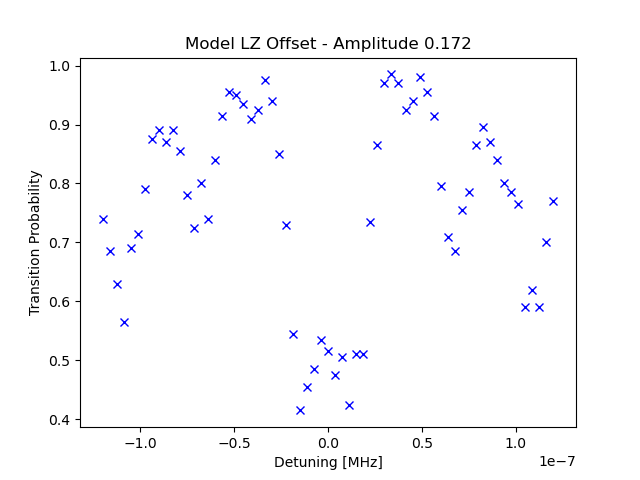 Model LZ Offset - Amplitude 0.172
1.0
0.9
0.8
0.7
0.6
0.5
0.4
Transition Probability
−1.0 −0.5 0.0 0.5 1.0
1e−7
Detuning [MHz]